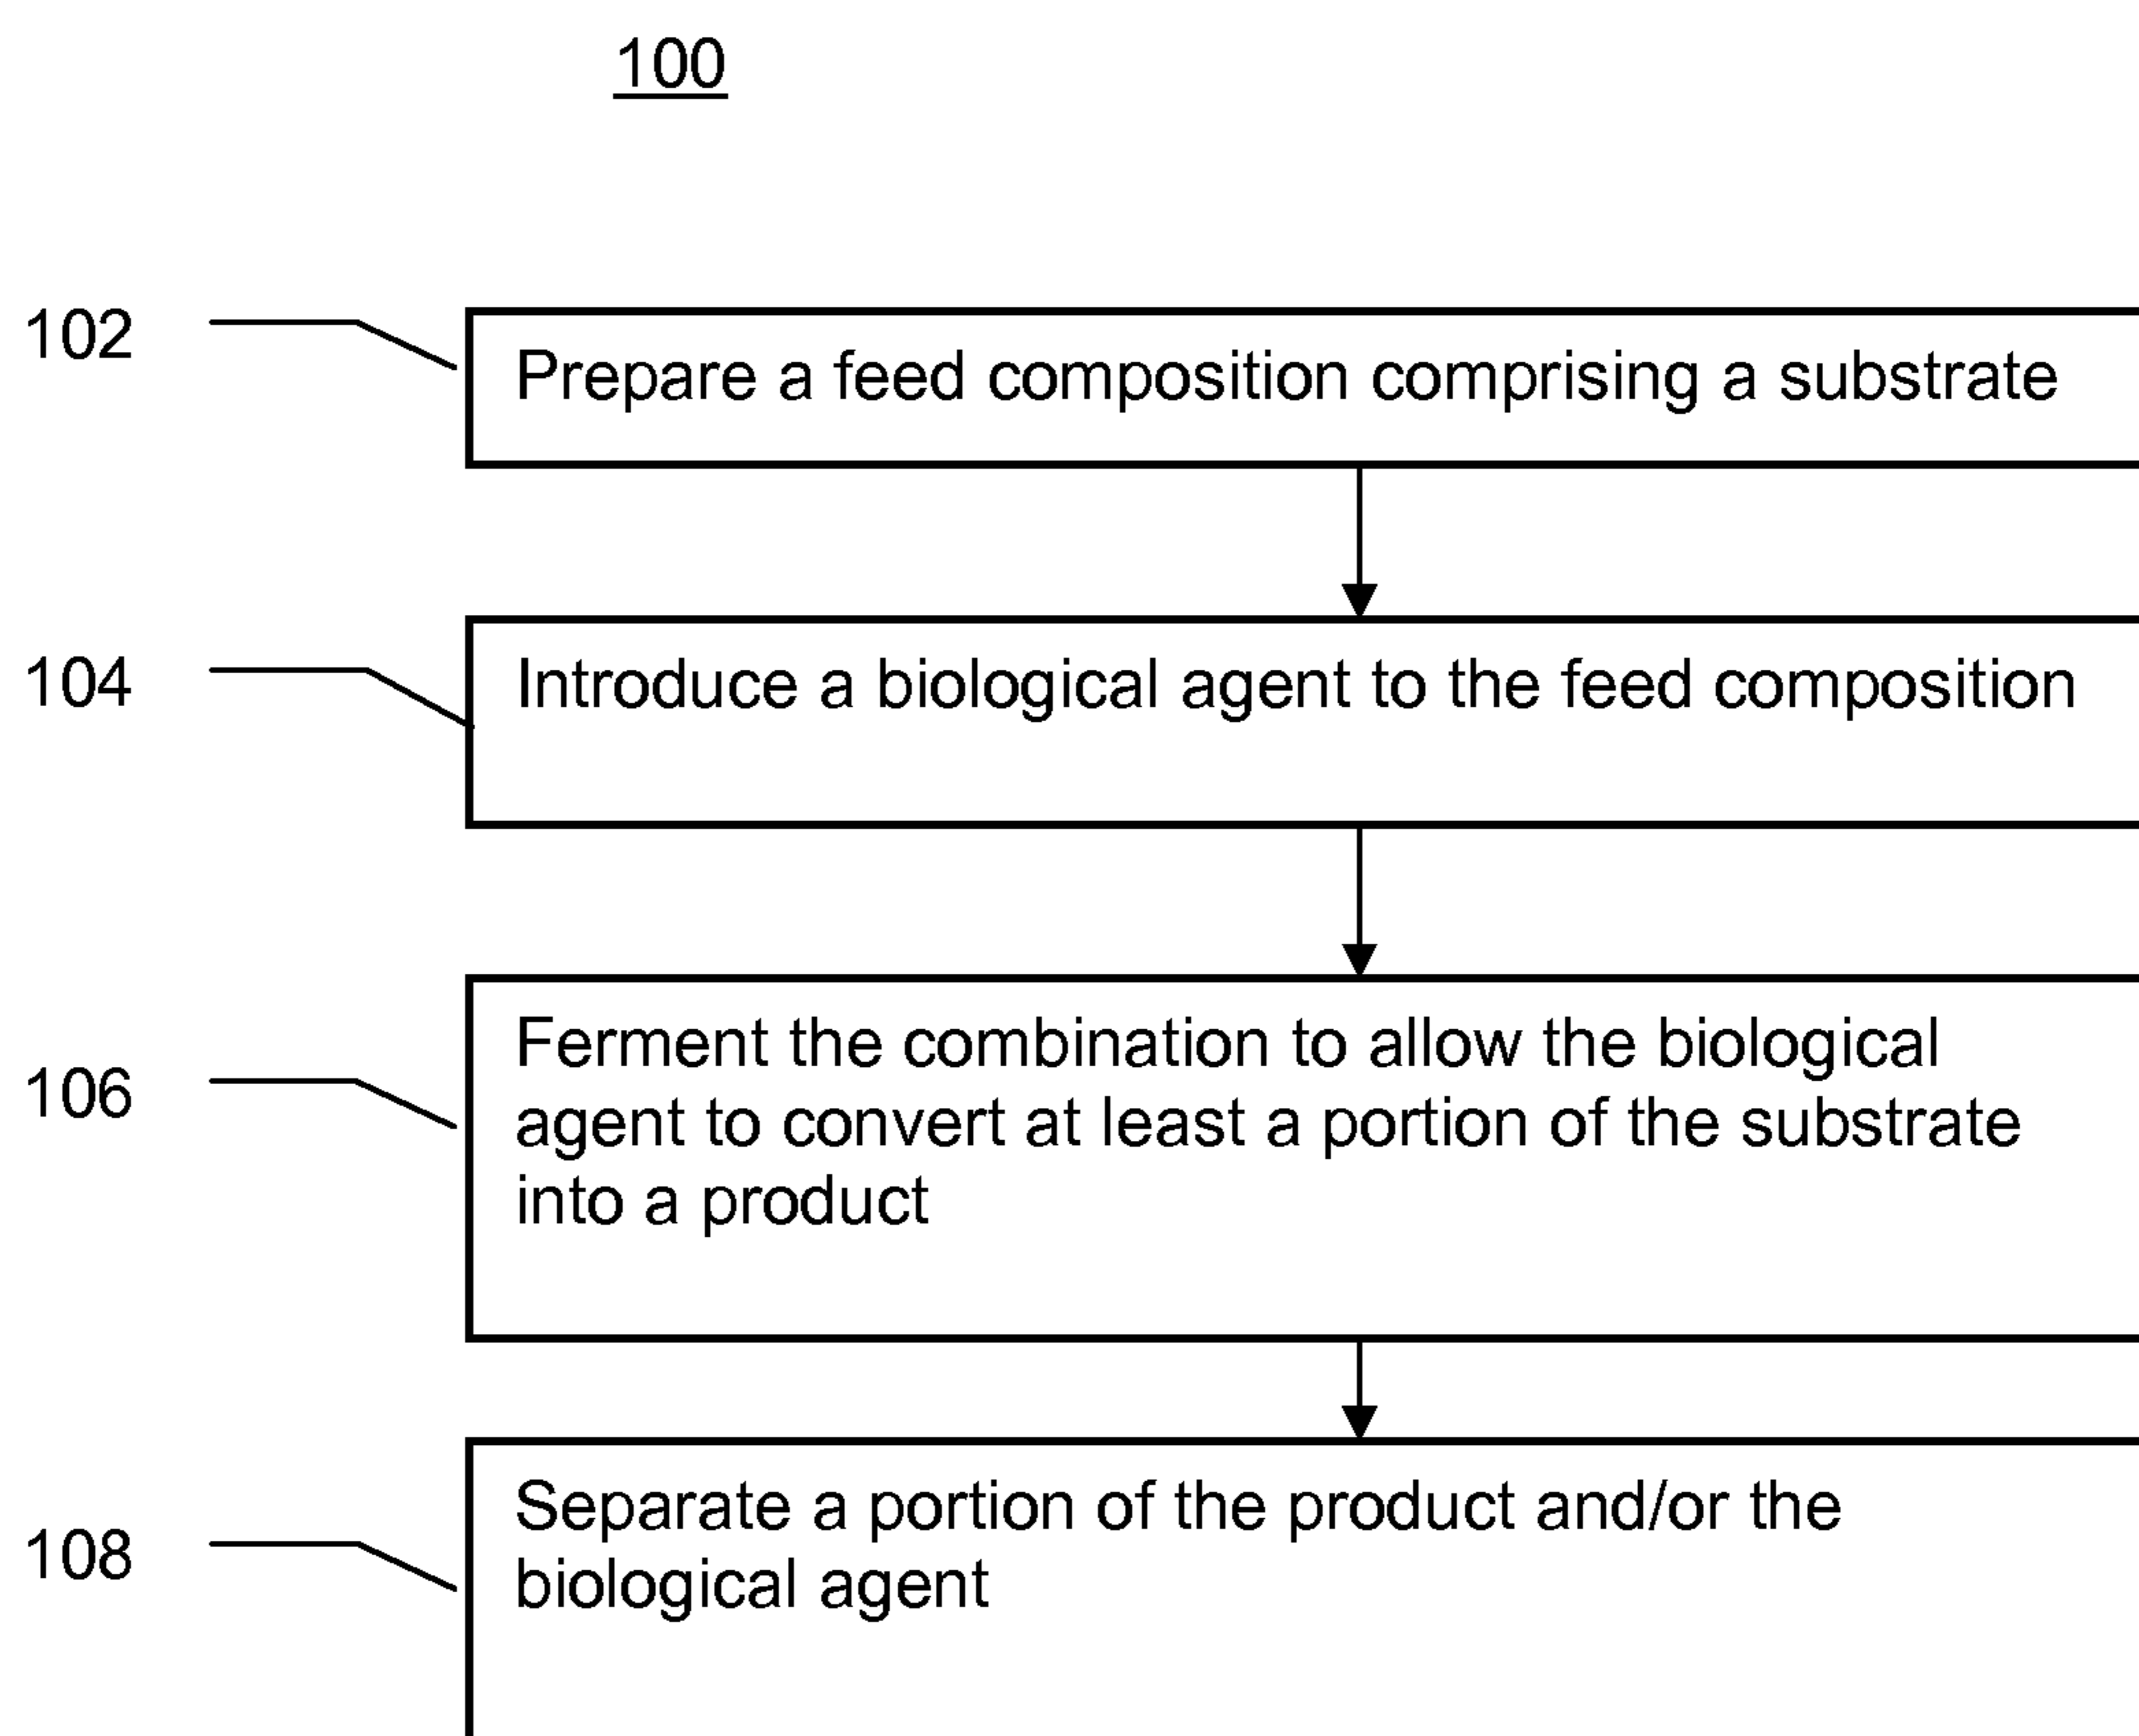 100
102
Prepare a feed composition comprising a substrate
104
Introduce a biological agent to the feed composition
106
Ferment the combination to allow the biological
agent to convert at least a portion of the substrate
into a product
108
Separate a portion of the product and/or the
biological agent